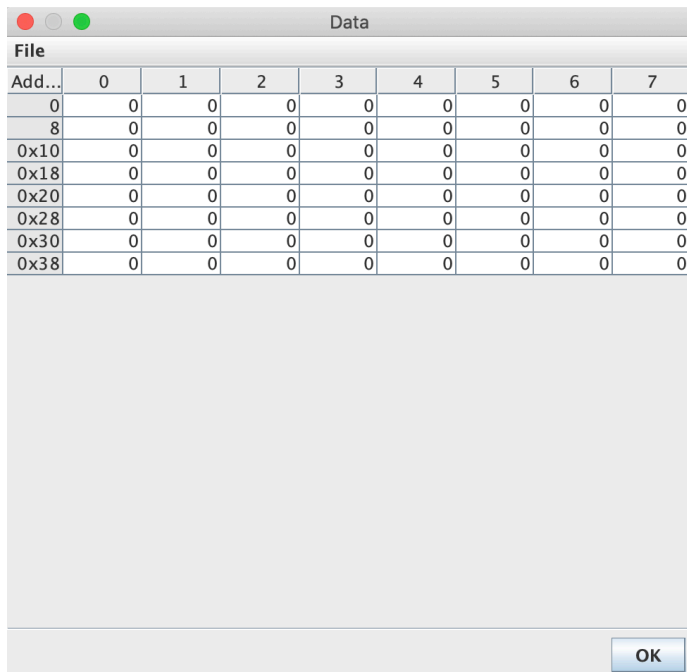 Data
File
Add... 0 1 2 3 4 5 6 7
0 0 0 0 0 0 0 0 0
8 0 0 0 0 0 0 0 0
0x10 0 0 0 0 0 0 0 0
0x18 0 0 0 0 0 0 0 0
0x20 0 0 0 0 0 0 0 0
0x28 0 0 0 0 0 0 0 0
0x30 0 0 0 0 0 0 0 0
0x38 0 0 0 0 0 0 0 0
OK